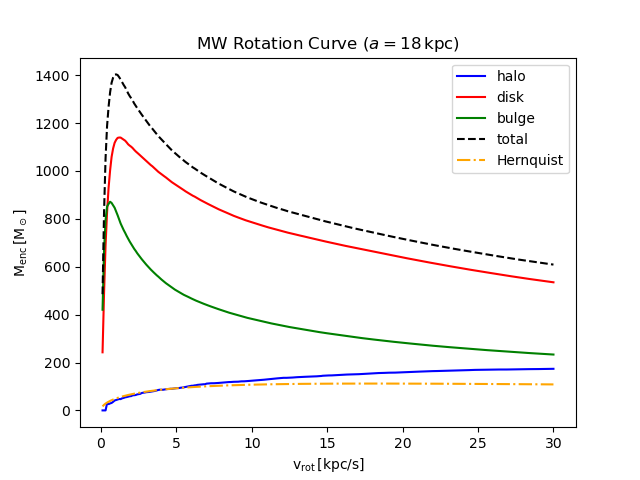 MW Rotation Curve (a = 18 kpc)
halo
disk
bulge
total
Hernquist
M_enc [M_⊙]
1400
1200
1000
800
600
400
200
0
0 5 10 15 20 25 30
v_rot [kpc/s]